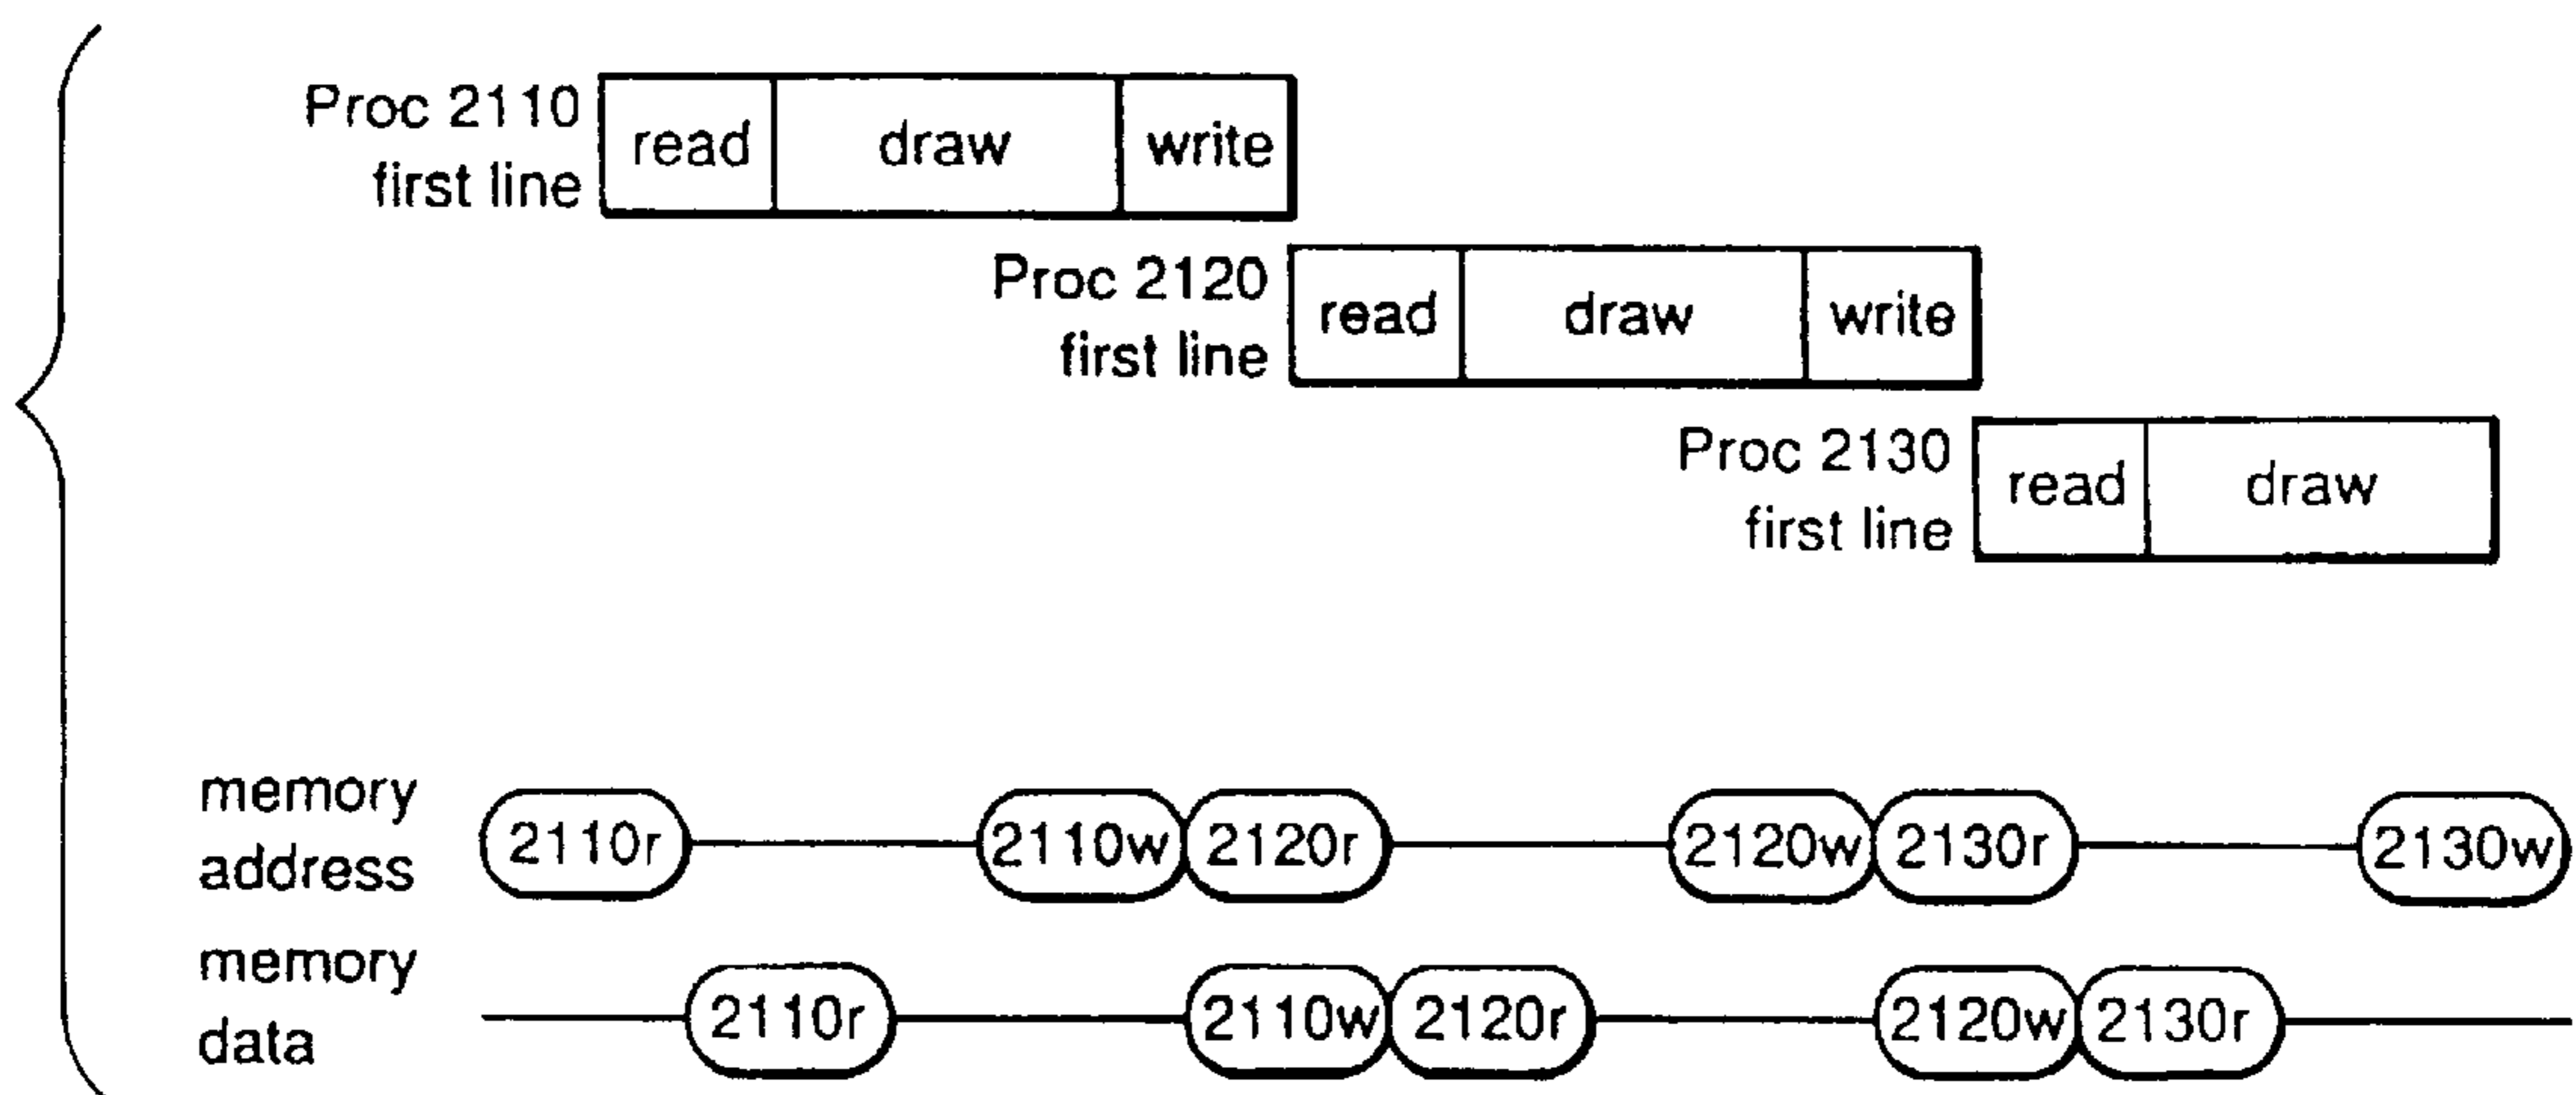 Proc 2110
first line
read draw write
Proc 2120
first line
read draw write
Proc 2130
first line
read draw
memory
address
2110r 2110w 2120r 2120w 2130r 2130w
memory
data
2110r 2110w 2120r 2120w 2130r